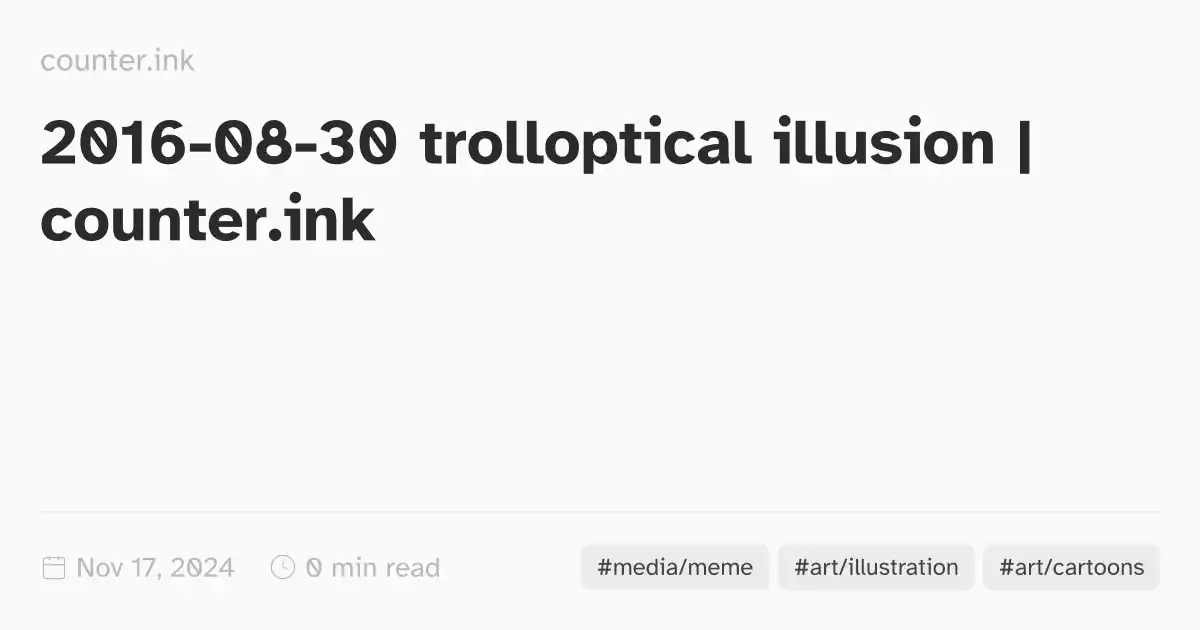 counter.ink
2016-08-30 trolloptical illusion |
counter.ink
Nov 17, 2024 0 min read #media/meme #art/illustration #art/cartoons